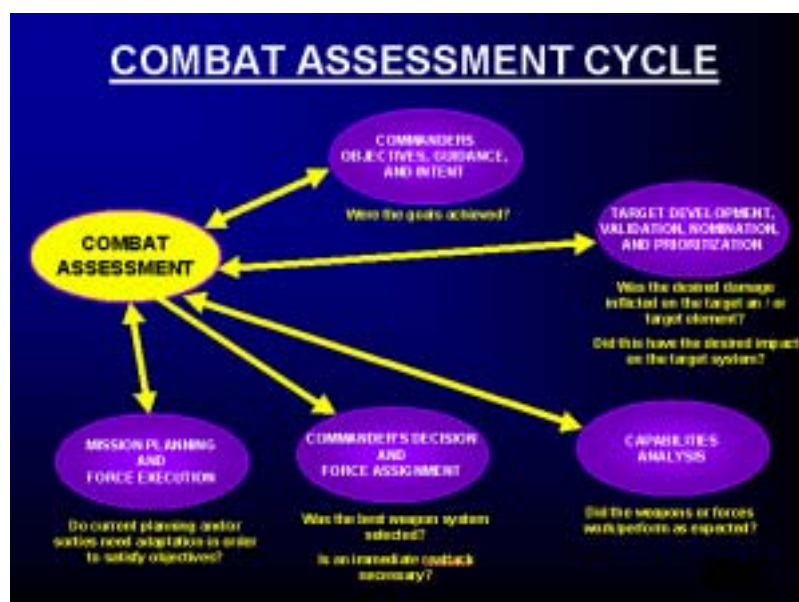 COMBAT ASSESSMENT CYCLE
COMMANDERS
OBJECTIVES, GUIDANCE,
AND INTENT
Were the goals achieved?
COMBAT
ASSESSMENT
TARGET DEVELOPMENT,
VALIDATION, NOMINATION,
AND PRIORITIZATION
Was the desired damage
inflicted on the target an / or
target element?
Did this have the desired impact
on the target system?
MISSION PLANNING
AND
FORCE EXECUTION
Do current planning and/or
sorties need adaptation in order
to satisfy objectives?
COMMANDER'S DECISION
AND
FORCE ASSIGNMENT
Was the best weapon system
selected?
Is an immediate reattack
necessary?
CAPABILITIES
ANALYSIS
Did the weapons or forces
work/perform as expected?